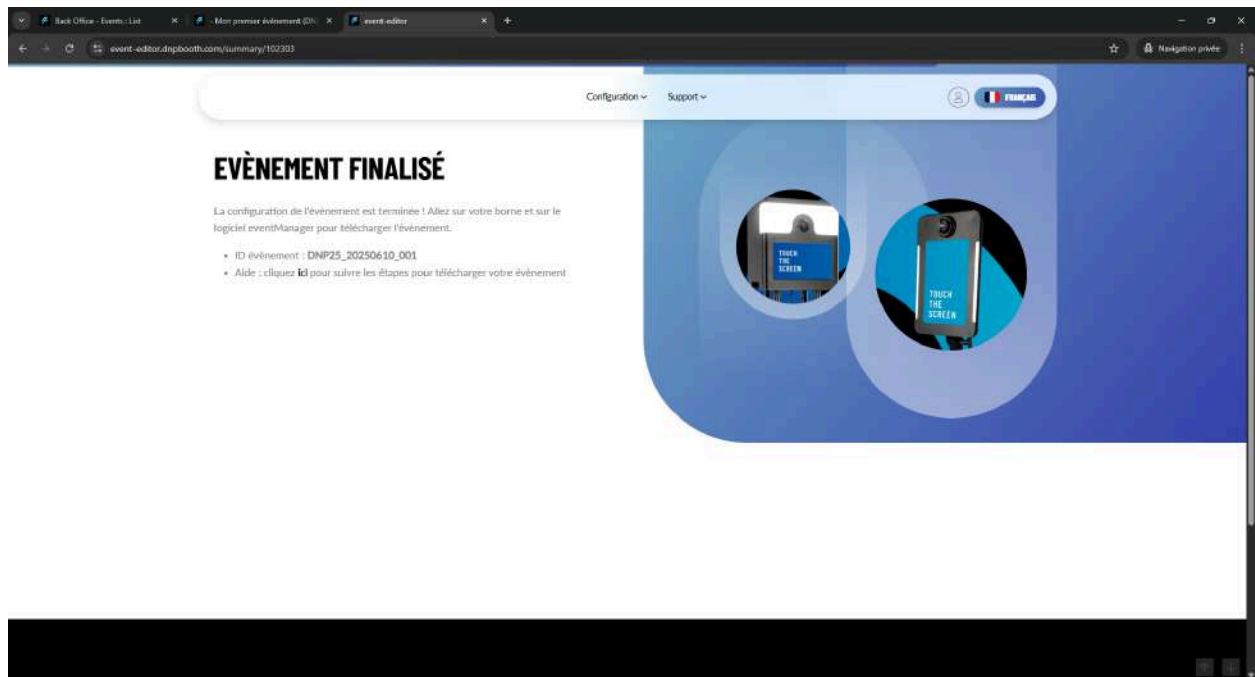 Back Office - Events : List
- Mon premier évènement (DN
event-editor
event-editor.dnpbooth.com/summary/102303
Navigation privée
Configuration
Support
FRANÇAIS
EVÈNEMENT FINALISÉ
La configuration de l'évènement est terminée ! Allez sur votre borne et sur le
logiciel eventManager pour télécharger l'évènement.
ID évènement : DNP25_20250610_001
Aide : cliquez ici pour suivre les étapes pour télécharger votre évènement
TOUCH
THE
SCREEN
TOUCH
THE
SCREEN